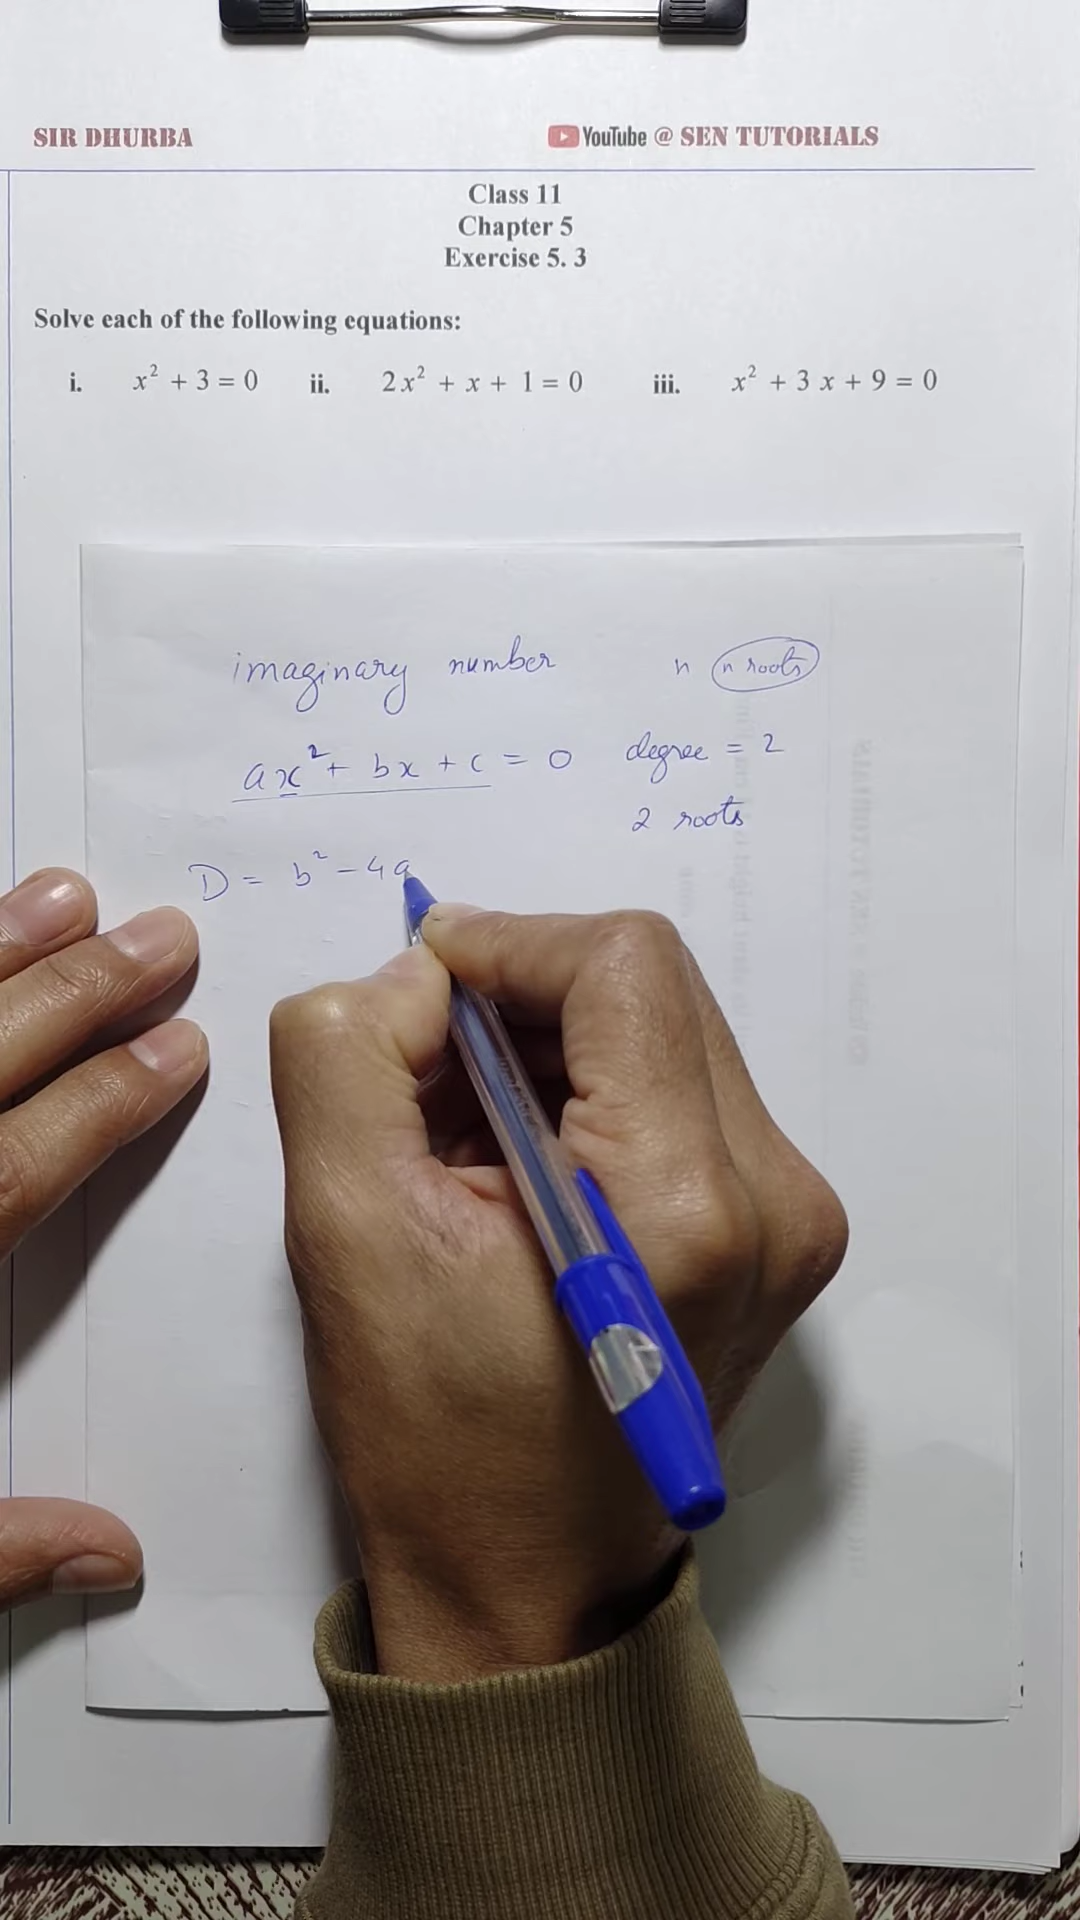 SIR DHURBA
YouTube @ SEN TUTORIALS
Class 11
Chapter 5
Exercise 5. 3
Solve each of the following equations:
i. x² + 3 = 0 ii. 2x² + x + 1 = 0 iii. x² + 3 x + 9 = 0
imaginary number n n roots
ax² + bx + c = 0 degree = 2
2 roots
D = b² - 4a